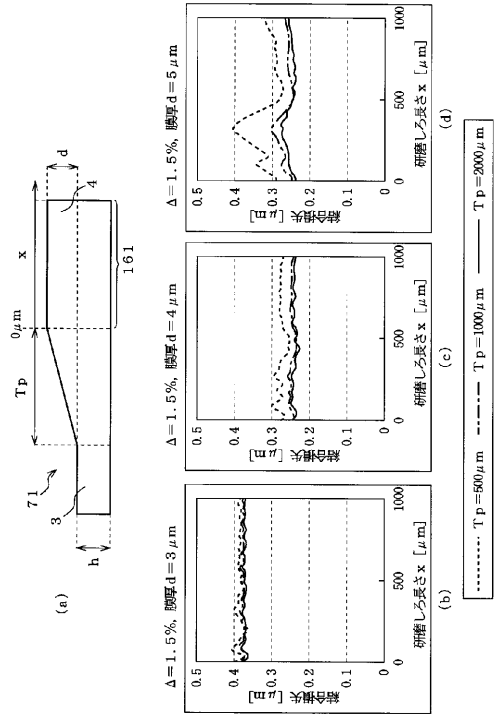 (a)
71
3
h
Tp
0μm
x
d
4
161
Δ=1.5%, 膜厚d=3μm
結合損失 [μm]
0.5
0.4
0.3
0.2
0.1
0
0
500
1000
研磨しろ長さx [μm]
(b)
Δ=1.5%, 膜厚d=4μm
結合損失 [μm]
0.5
0.4
0.3
0.2
0.1
0
0
500
1000
研磨しろ長さx [μm]
(c)
Δ=1.5%, 膜厚d=5μm
結合損失 [μm]
0.5
0.4
0.3
0.2
0.1
0
0
500
1000
研磨しろ長さx [μm]
(d)
Tp=500μm Tp=1000μm Tp=2000μm